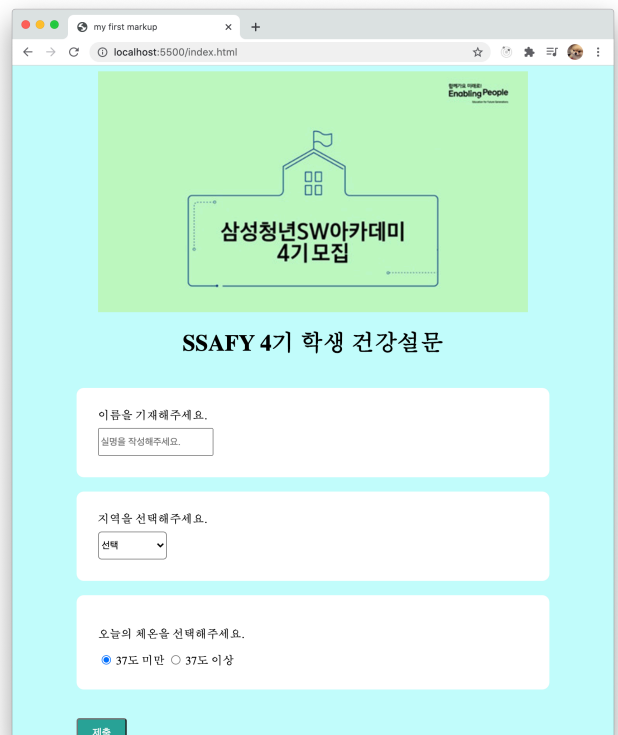 my first markup
localhost:5500/index.html
함께가요 미래로!
Enabling People
삼성청년SW아카데미
4기 모집
SSAFY 4기 학생 건강설문
이름을 기재해주세요.
실명을 작성해주세요.
지역을 선택해주세요.
선택
오늘의 체온을 선택해주세요.
37도 미만 37도 이상
제출